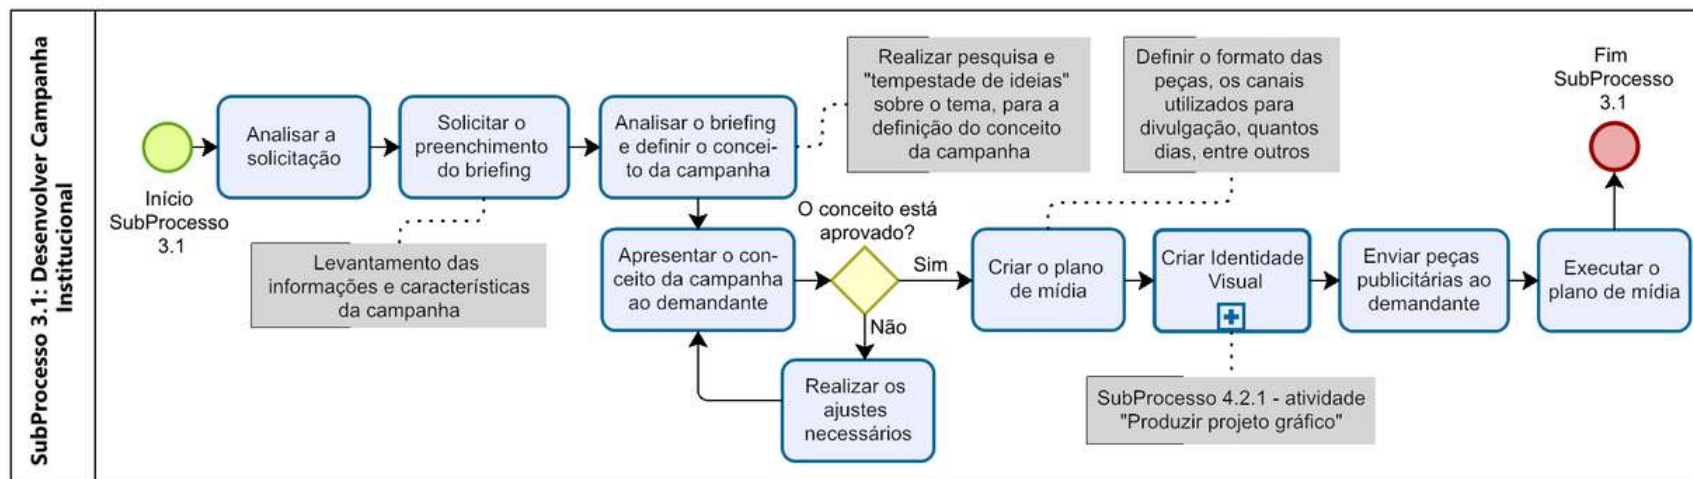 SubProcesso 3.1: Desenvolver Campanha
Institucional
Início
SubProcesso
3.1
Analisar a
solicitação
Solicitar o
preenchimento
do briefing
Levantamento das
informações e características
da campanha
Analisar o briefing
e definir o concei-
to da campanha
Realizar pesquisa e
"tempestade de ideias"
sobre o tema, para a
definição do conceito
da campanha
Apresentar o con-
ceito da campanha
ao demandante
O conceito está
aprovado?
Sim
Não
Realizar os
ajustes
necessários
Criar o plano
de mídia
Definir o formato das
peças, os canais
utilizados para
divulgação, quantos
dias, entre outros
Criar Identidade
Visual
SubProcesso 4.2.1 - atividade
"Produzir projeto gráfico"
Enviar peças
publicitárias ao
demandante
Executar o
plano de mídia
Fim
SubProcesso
3.1